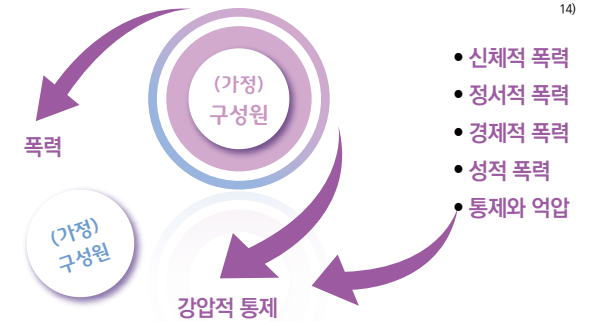 14)
(가정)
구성원
폭력
(가정)
구성원
강압적 통제
• 신체적 폭력
• 정서적 폭력
• 경제적 폭력
• 성적 폭력
• 통제와 억압